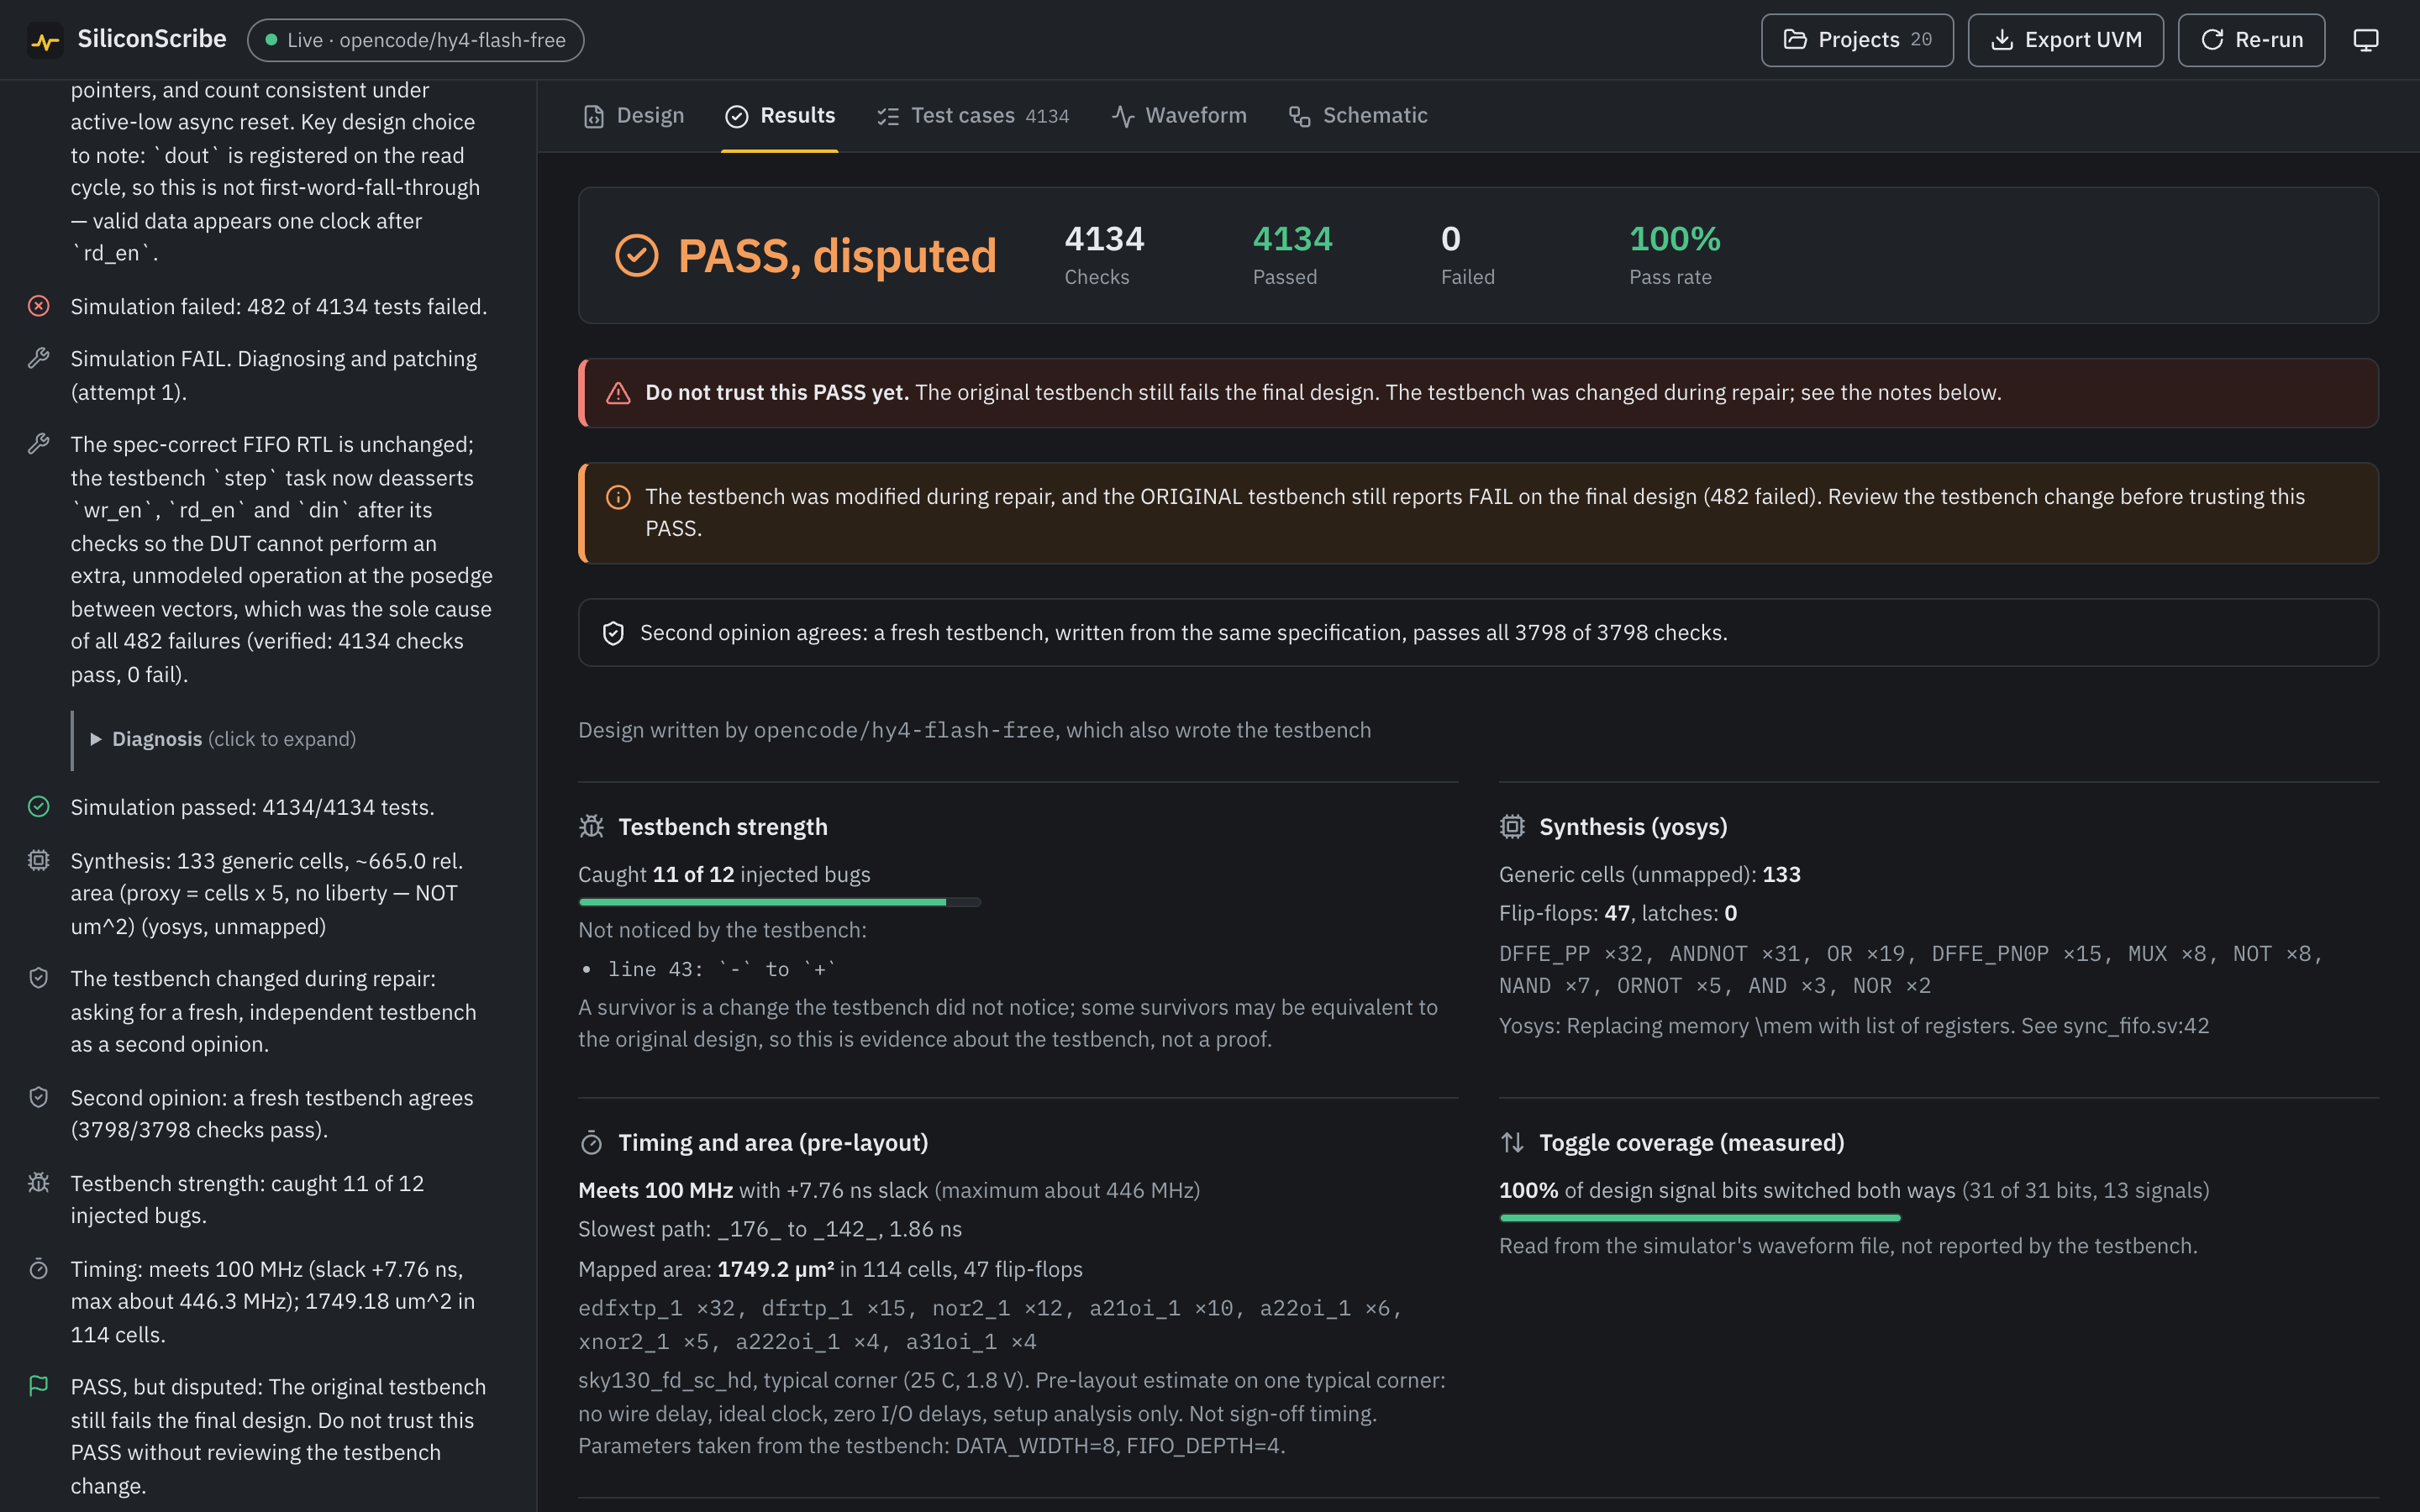 SiliconScribe
Live · opencode/hy4-flash-free
Projects 20
Export UVM
Re-run
pointers, and count consistent under
active-low async reset. Key design choice
to note: `dout` is registered on the read
cycle, so this is not first-word-fall-through
— valid data appears one clock after
`rd_en`.
Simulation failed: 482 of 4134 tests failed.
Simulation FAIL. Diagnosing and patching
(attempt 1).
The spec-correct FIFO RTL is unchanged;
the testbench `step` task now deasserts
`wr_en`, `rd_en` and `din` after its
checks so the DUT cannot perform an
extra, unmodeled operation at the posedge
between vectors, which was the sole cause
of all 482 failures (verified: 4134 checks
pass, 0 fail).
Diagnosis (click to expand)
Simulation passed: 4134/4134 tests.
Synthesis: 133 generic cells, ~665.0 rel.
area (proxy = cells x 5, no liberty — NOT
um^2) (yosys, unmapped)
The testbench changed during repair:
asking for a fresh, independent testbench
as a second opinion.
Second opinion: a fresh testbench agrees
(3798/3798 checks pass).
Testbench strength: caught 11 of 12
injected bugs.
Timing: meets 100 MHz (slack +7.76 ns,
max about 446.3 MHz); 1749.18 um^2 in
114 cells.
PASS, but disputed: The original testbench
still fails the final design. Do not trust this
PASS without reviewing the testbench
change.
Design
Results
Test cases 4134
Waveform
Schematic
PASS, disputed
4134
Checks
4134
Passed
0
Failed
100%
Pass rate
Do not trust this PASS yet. The original testbench still fails the final design. The testbench was changed during repair; see the notes below.
The testbench was modified during repair, and the ORIGINAL testbench still reports FAIL on the final design (482 failed). Review the testbench change before trusting this
PASS.
Second opinion agrees: a fresh testbench, written from the same specification, passes all 3798 of 3798 checks.
Design written by opencode/hy4-flash-free, which also wrote the testbench
Testbench strength
Caught 11 of 12 injected bugs
Not noticed by the testbench:
• line 43: `-` to `+`
A survivor is a change the testbench did not notice; some survivors may be equivalent to
the original design, so this is evidence about the testbench, not a proof.
Synthesis (yosys)
Generic cells (unmapped): 133
Flip-flops: 47, latches: 0
DFFE_PP ×32, ANDNOT ×31, OR ×19, DFFE_PN0P ×15, MUX ×8, NOT ×8,
NAND ×7, ORNOT ×5, AND ×3, NOR ×2
Yosys: Replacing memory \mem with list of registers. See sync_fifo.sv:42
Timing and area (pre-layout)
Meets 100 MHz with +7.76 ns slack (maximum about 446 MHz)
Slowest path: _176_ to _142_, 1.86 ns
Mapped area: 1749.2 µm² in 114 cells, 47 flip-flops
edfxtp_1 ×32, dfrtp_1 ×15, nor2_1 ×12, a21oi_1 ×10, a22oi_1 ×6,
xnor2_1 ×5, a222oi_1 ×4, a31oi_1 ×4
sky130_fd_sc_hd, typical corner (25 C, 1.8 V). Pre-layout estimate on one typical corner:
no wire delay, ideal clock, zero I/O delays, setup analysis only. Not sign-off timing.
Parameters taken from the testbench: DATA_WIDTH=8, FIFO_DEPTH=4.
Toggle coverage (measured)
100% of design signal bits switched both ways (31 of 31 bits, 13 signals)
Read from the simulator's waveform file, not reported by the testbench.